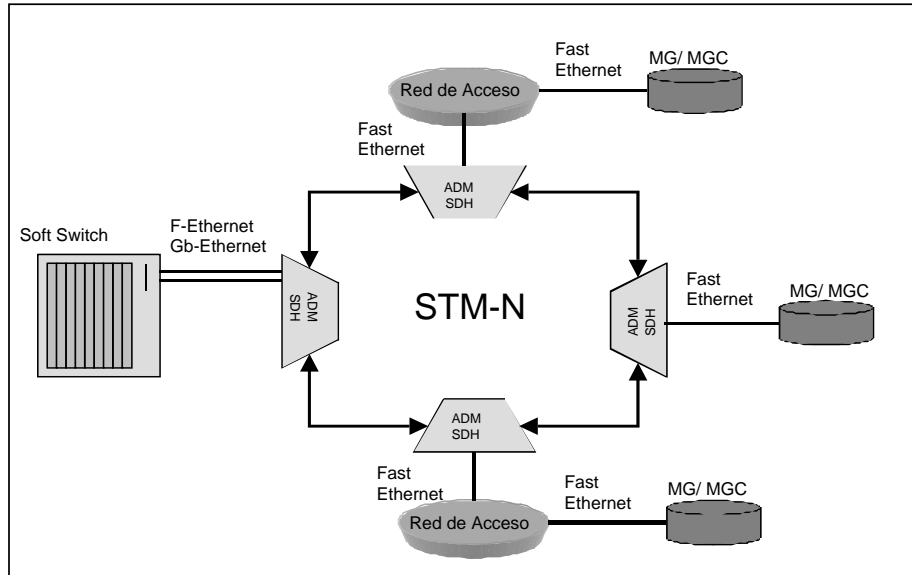 Fast
Ethernet
MG/ MGC
Red de Acceso
Fast
Ethernet
ADM
SDH
F-Ethernet
Gb-Ethernet
Soft Switch
ADM
SDH
STM-N
ADM
SDH
Fast
Ethernet
MG/ MGC
ADM
SDH
Fast
Ethernet
Red de Acceso
Fast
Ethernet
MG/ MGC